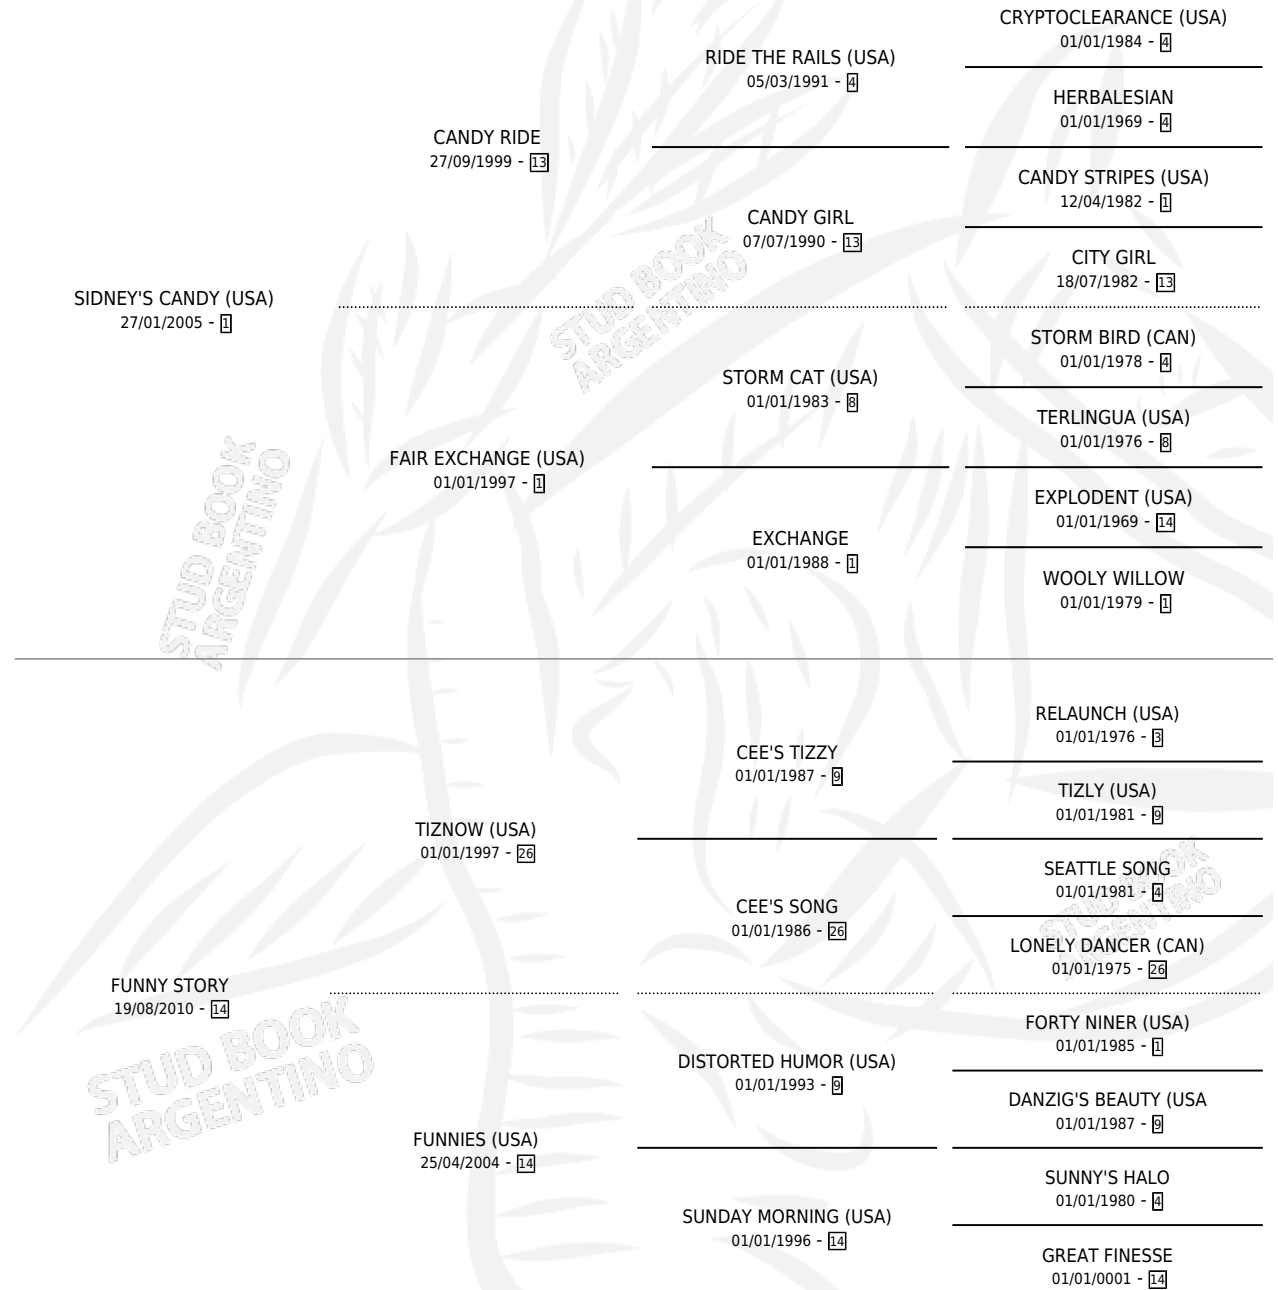 CRYPTOCLEARANCE (USA)
01/01/1984 - 4
RIDE THE RAILS (USA)
05/03/1991 - 4
HERBALESIAN
01/01/1969 - 4
CANDY RIDE
27/09/1999 - 13
CANDY STRIPES (USA)
12/04/1982 - 1
CANDY GIRL
07/07/1990 - 13
CITY GIRL
18/07/1982 - 13
SIDNEY'S CANDY (USA)
27/01/2005 - 1
STORM BIRD (CAN)
01/01/1978 - 4
STORM CAT (USA)
01/01/1983 - 8
TERLINGUA (USA)
01/01/1976 - 8
FAIR EXCHANGE (USA)
01/01/1997 - 1
EXPLODENT (USA)
01/01/1969 - 14
EXCHANGE
01/01/1988 - 1
WOOLY WILLOW
01/01/1979 - 1
RELAUNCH (USA)
01/01/1976 - 3
CEE'S TIZZY
01/01/1987 - 9
TIZLY (USA)
01/01/1981 - 9
TIZNOW (USA)
01/01/1997 - 26
SEATTLE SONG
01/01/1981 - 4
CEE'S SONG
01/01/1986 - 26
LONELY DANCER (CAN)
01/01/1975 - 26
FUNNY STORY
19/08/2010 - 14
FORTY NINER (USA)
01/01/1985 - 1
DISTORTED HUMOR (USA)
01/01/1993 - 9
DANZIG'S BEAUTY (USA
01/01/1987 - 9
FUNNIES (USA)
25/04/2004 - 14
SUNNY'S HALO
01/01/1980 - 4
SUNDAY MORNING (USA)
01/01/1996 - 14
GREAT FINESSE
01/01/0001 - 14
STUD BOOK
ARGENTINO
STUD BOOK
ARGENTINO
STUD BOOK
ARGENTINO
STUD BOOK
ARGENTINO